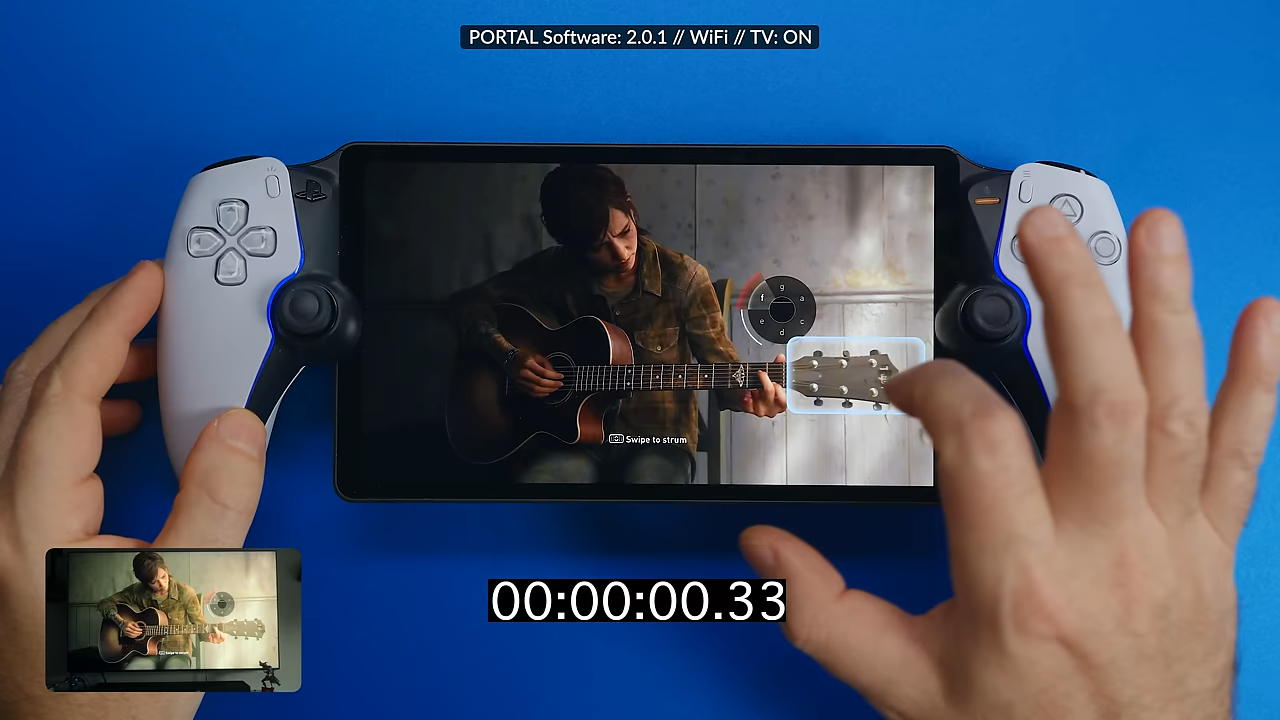 PORTAL Software: 2.0.1 // WiFi // TV: ON
g
f
a
e
c
d
Swipe to strum
00:00:00.33